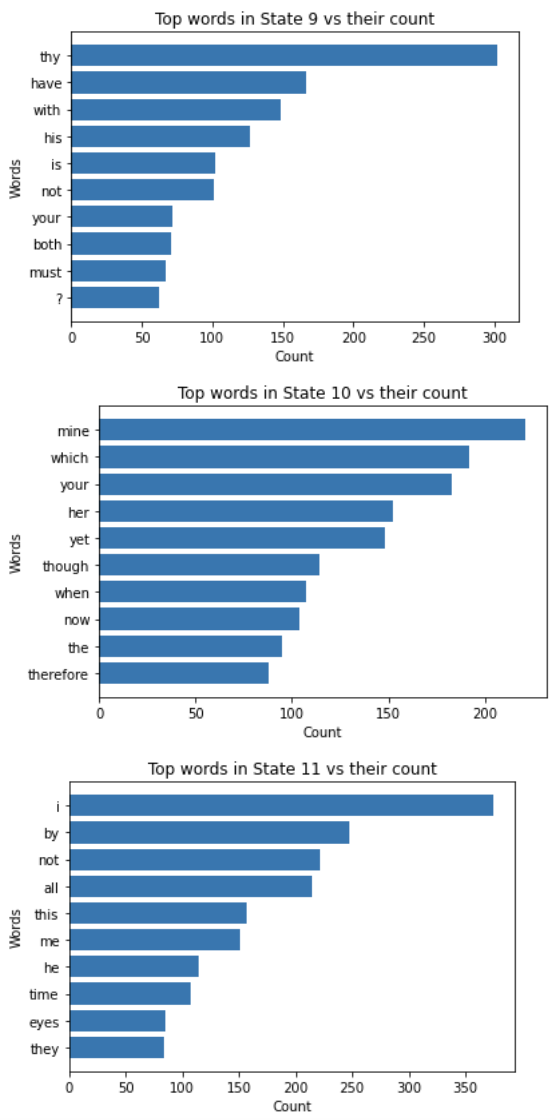 Top words in State 9 vs their count
thy
have
with
his
is
not
your
both
must
?
Words
0 50 100 150 200 250 300
Count
Top words in State 10 vs their count
mine
which
your
her
yet
though
when
now
the
therefore
Words
0 50 100 150 200
Count
Top words in State 11 vs their count
i
by
not
all
this
me
he
time
eyes
they
Words
0 50 100 150 200 250 300 350
Count